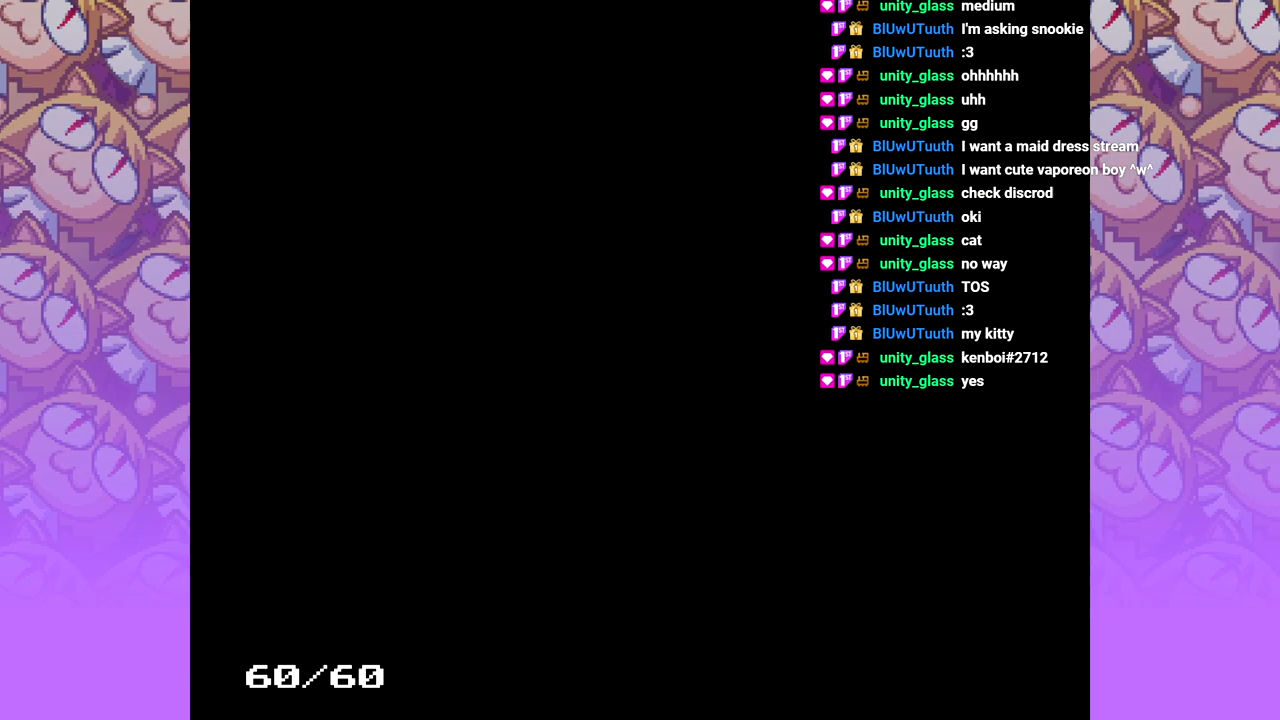 unity_glass medium
BlUwUTuuth I'm asking snookie
BlUwUTuuth :3
unity_glass ohhhhhh
unity_glass uhh
unity_glass gg
BlUwUTuuth I want a maid dress stream
BlUwUTuuth I want cute vaporeon boy ^w^
unity_glass check discrod
BlUwUTuuth oki
unity_glass cat
unity_glass no way
BlUwUTuuth TOS
BlUwUTuuth :3
BlUwUTuuth my kitty
unity_glass kenboi#2712
unity_glass yes
60/60